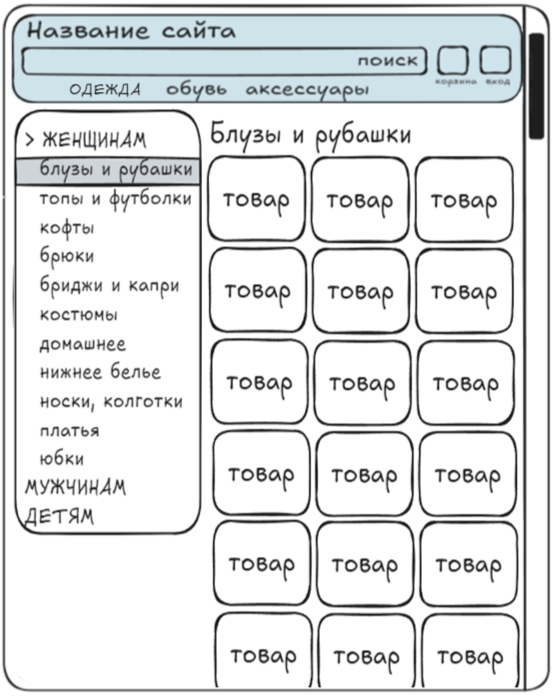 Название сайта
поиск
корзина вход
ОДЕЖДА обувь аксессуары
> ЖЕНЩИНАМ
блузы и рубашки
топы и футболки
кофты
брюки
бриджи и капри
костюмы
домашнее
нижнее белье
носки, колготки
платья
юбки
МУЖЧИНАМ
ДЕТЯМ
Блузы и рубашки
товар товар товар
товар товар товар
товар товар товар
товар товар товар
товар товар товар
товар товар товар